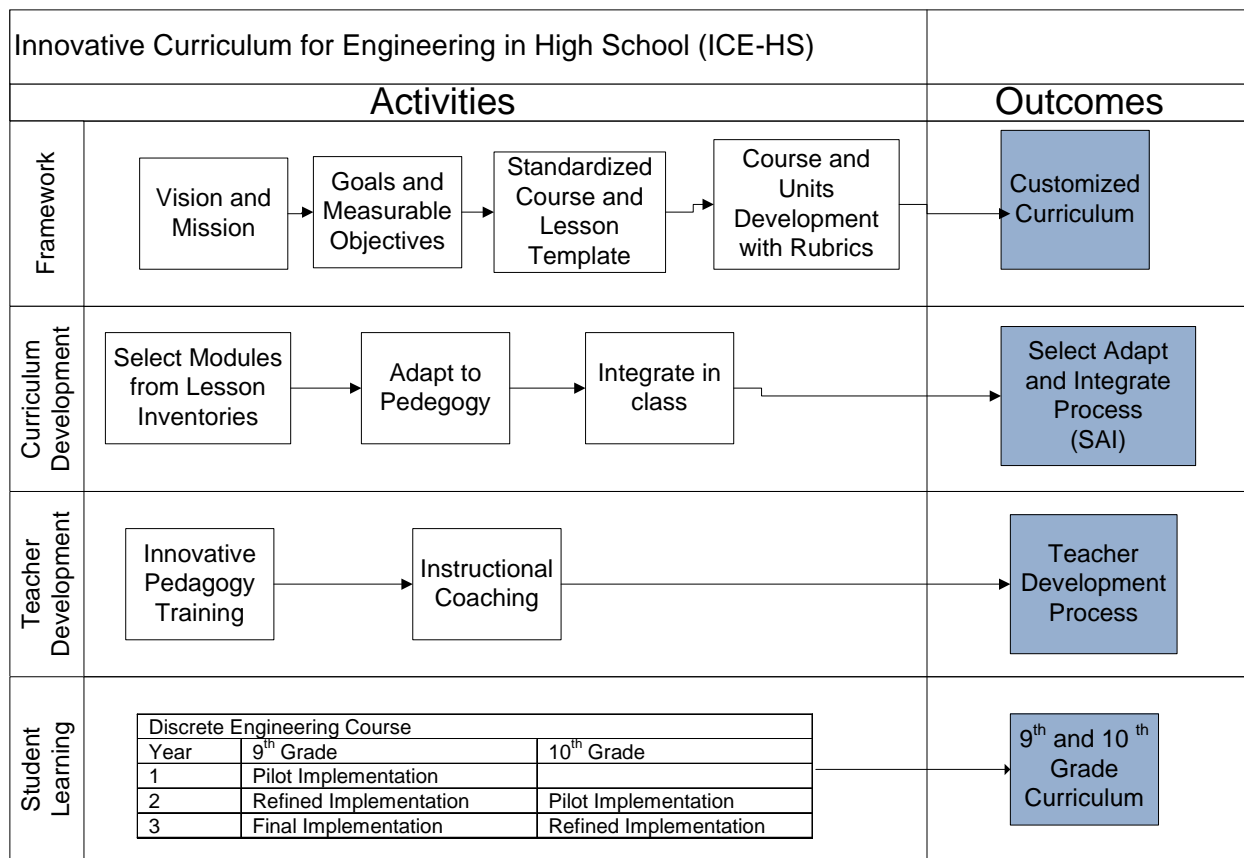 Innovative Curriculum for Engineering in High School (ICE-HS)
Activities
Outcomes
Framework
Vision and
Mission
Goals and
Measurable
Objectives
Standardized
Course and
Lesson
Template
Course and
Units
Development
with Rubrics
Customized
Curriculum
Curriculum
Development
Select Modules
from Lesson
Inventories
Adapt to
Pedegogy
Integrate in
class
Select Adapt
and Integrate
Process
(SAI)
Teacher
Development
Innovative
Pedagogy
Training
Instructional
Coaching
Teacher
Development
Process
Student
Learning
Discrete Engineering Course
Year 9th Grade 10th Grade
1 Pilot Implementation
2 Refined Implementation Pilot Implementation
3 Final Implementation Refined Implementation
9th and 10 th
Grade
Curriculum